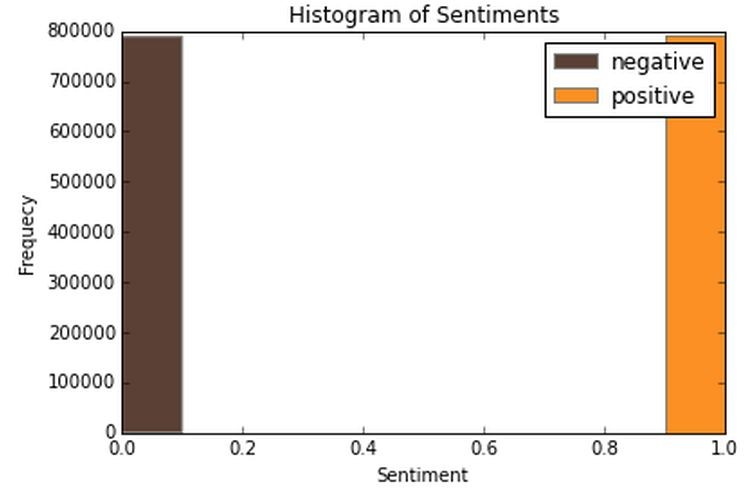 Histogram of Sentiments
800000
700000
600000
500000
400000
300000
200000
100000
0
Frequecy
negative
positive
0.0 0.2 0.4 0.6 0.8 1.0
Sentiment